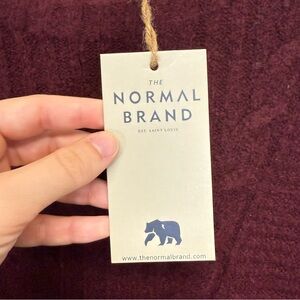 THE
NORMAL
BRAND
EST. SAINT LOUIS
www.thenormalbrand.com